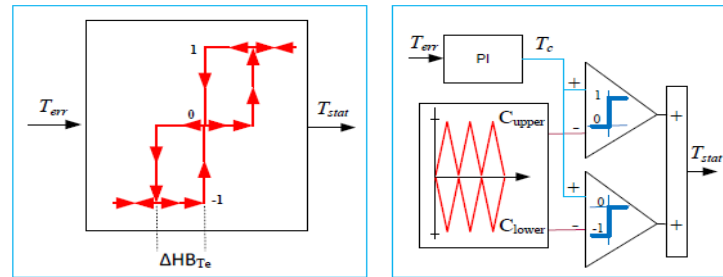 1
T_err
0
T_stat
-1
ΔHB_Te
T_err
PI
T_c
+
1
0
-
+
C_upper
+
T_stat
+
0
-1
-
+
C_lower
+